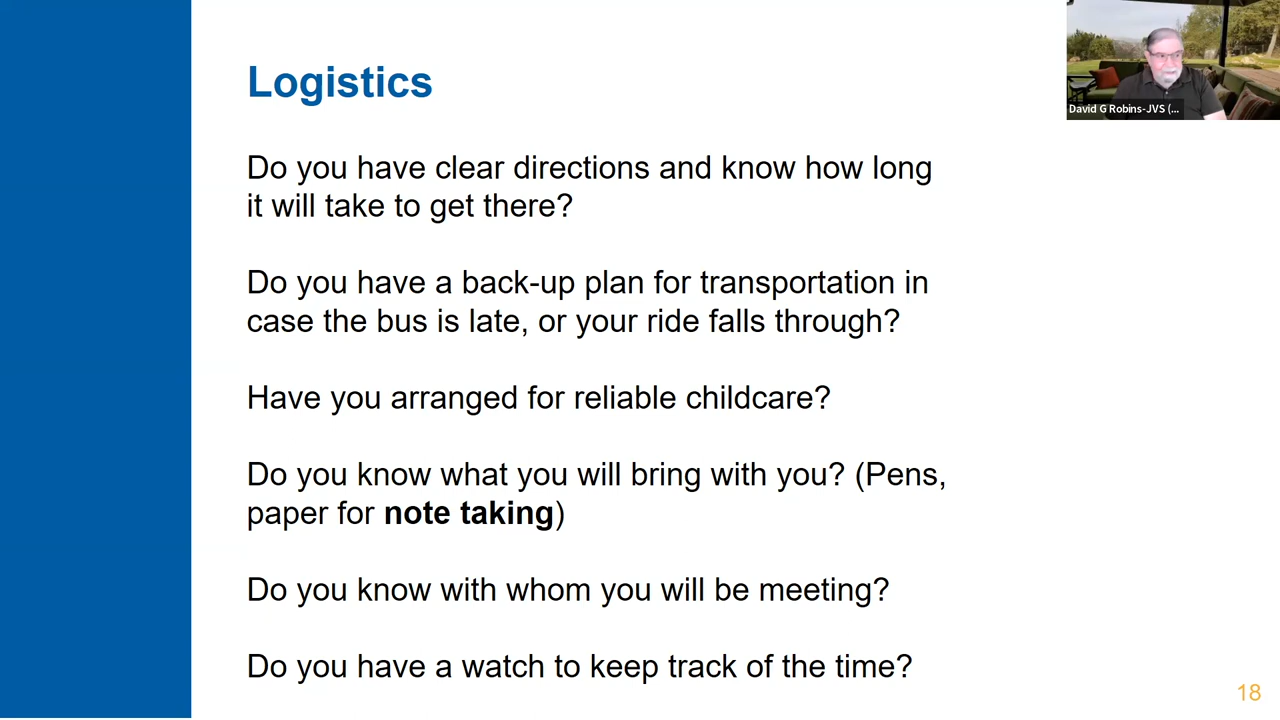 Logistics
David G Robins-JVS (...
Do you have clear directions and know how long
it will take to get there?
Do you have a back-up plan for transportation in
case the bus is late, or your ride falls through?
Have you arranged for reliable childcare?
Do you know what you will bring with you? (Pens,
paper for note taking)
Do you know with whom you will be meeting?
Do you have a watch to keep track of the time?
18